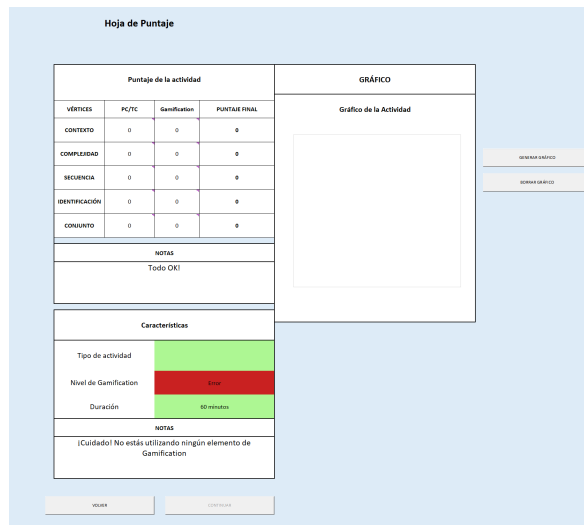 Hoja de Puntaje
Puntaje de la actividad
VÉRTICES PC/TC Gamification PUNTAJE FINAL
CONTEXTO 0 0 0
COMPLEJIDAD 0 0 0
SECUENCIA 0 0 0
IDENTIFICACIÓN 0 0 0
CONJUNTO 0 0 0
NOTAS
Todo OK!
GRÁFICO
Gráfico de la Actividad
GENERAR GRÁFICO
BORRAR GRÁFICO
Características
Tipo de actividad
Nivel de Gamification Error
Duración 60 minutos
NOTAS
¡Cuidado! No estás utilizando ningún elemento de
Gamification
VOLVER
CONTINUAR